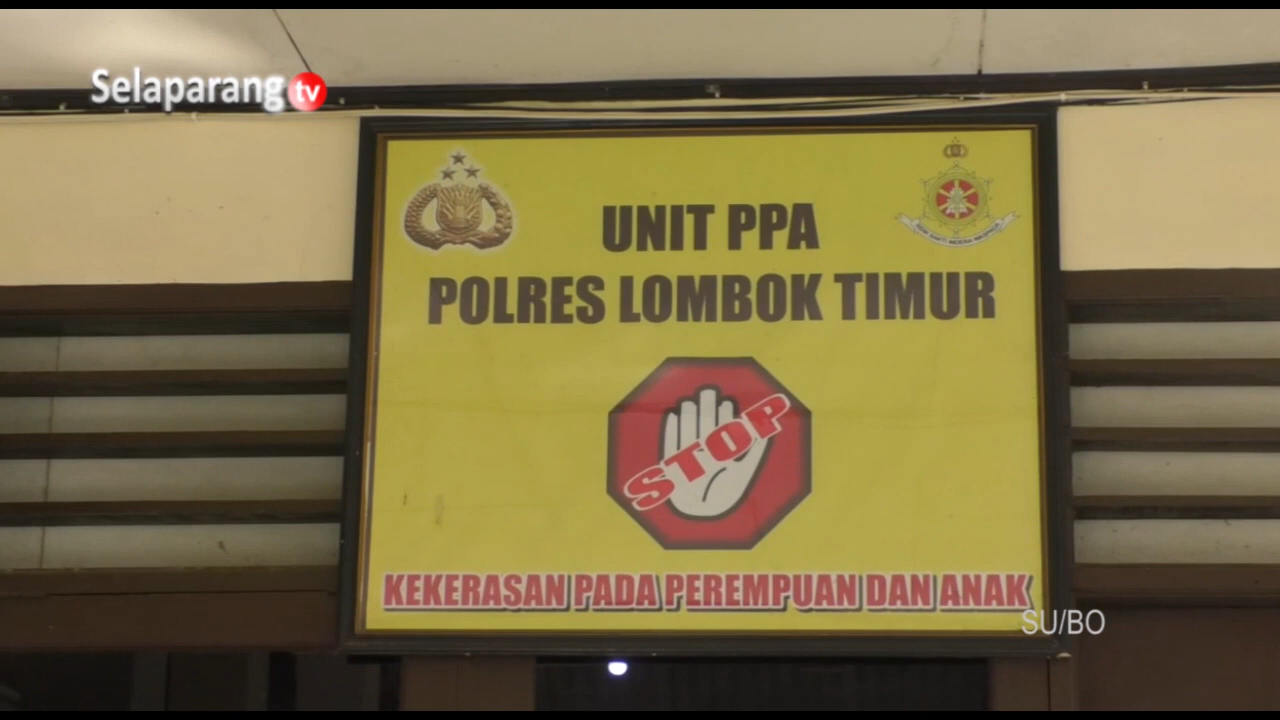 Selaparang tv
UNIT PPA
POLRES LOMBOK TIMUR
STOP
KEKERASAN PADA PEREMPUAN DAN ANAK
SU/BO